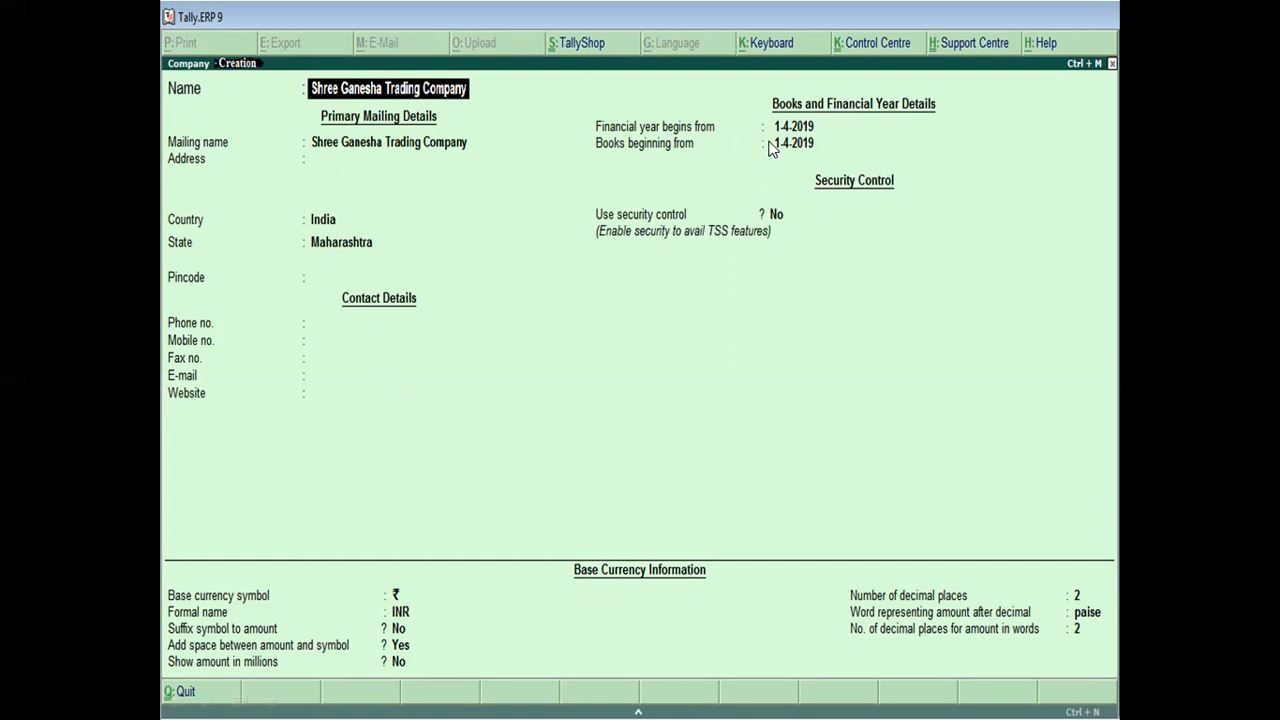 Tally.ERP 9
P:Print E:Export M:E-Mail O:Upload S:TallyShop G:Language K:Keyboard K:Control Centre H:Support Centre H:Help
Company Creation Ctrl + M x
Name : Shree Ganesha Trading Company
Primary Mailing Details
Mailing name : Shree Ganesha Trading Company
Address :
Country : India
State : Maharashtra
Pincode :
Contact Details
Phone no. :
Mobile no. :
Fax no. :
E-mail :
Website :
Books and Financial Year Details
Financial year begins from : 1-4-2019
Books beginning from : 1-4-2019
Security Control
Use security control ? No
(Enable security to avail TSS features)
Base Currency Information
Base currency symbol : ₹
Formal name : INR
Suffix symbol to amount ? No
Add space between amount and symbol ? Yes
Show amount in millions ? No
Number of decimal places : 2
Word representing amount after decimal : paise
No. of decimal places for amount in words : 2
Q:Quit
Ctrl + N